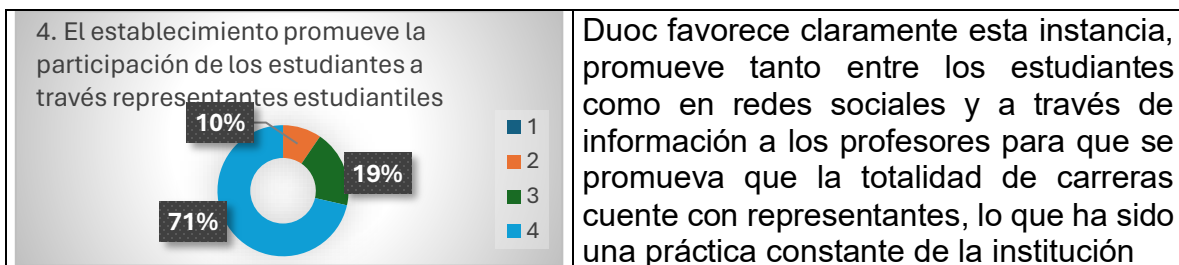 4. El establecimiento promueve la
participación de los estudiantes a
través representantes estudiantiles
10%
19%
71%
1
2
3
4
Duoc favorece claramente esta instancia,
promueve tanto entre los estudiantes
como en redes sociales y a través de
información a los profesores para que se
promueva que la totalidad de carreras
cuente con representantes, lo que ha sido
una práctica constante de la institución